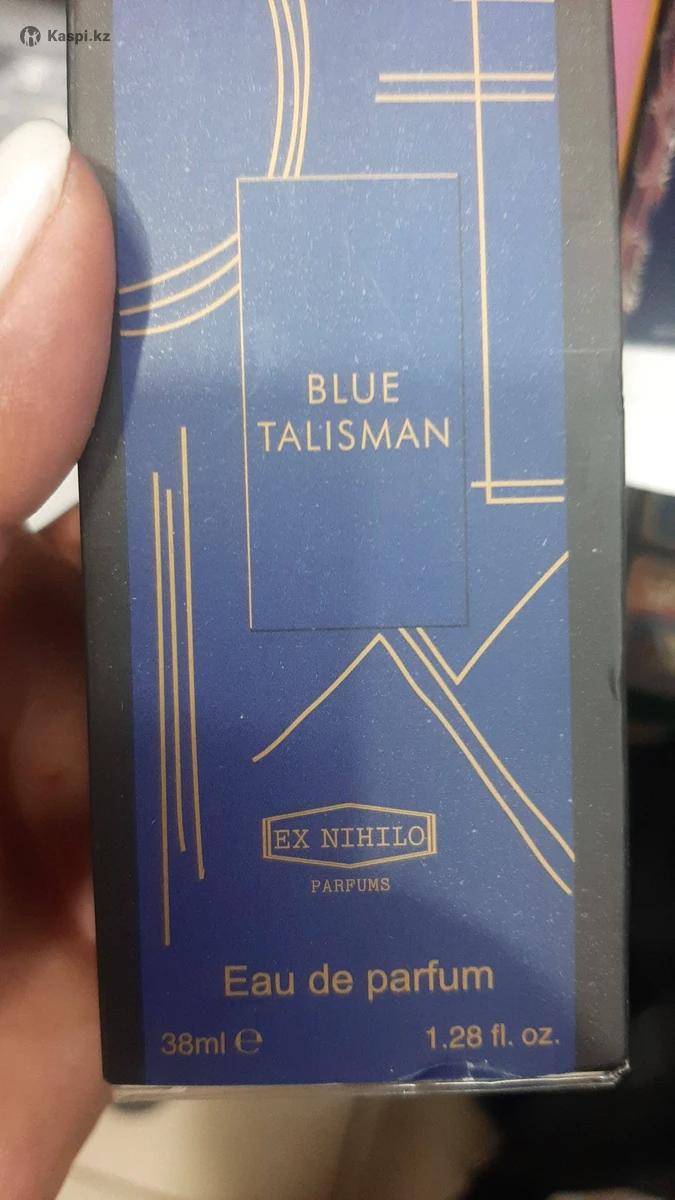 Kaspi.kz
BLUE
TALISMAN
EX NIHILO
PARFUMS
Eau de parfum
38ml ℮
1.28 fl. oz.